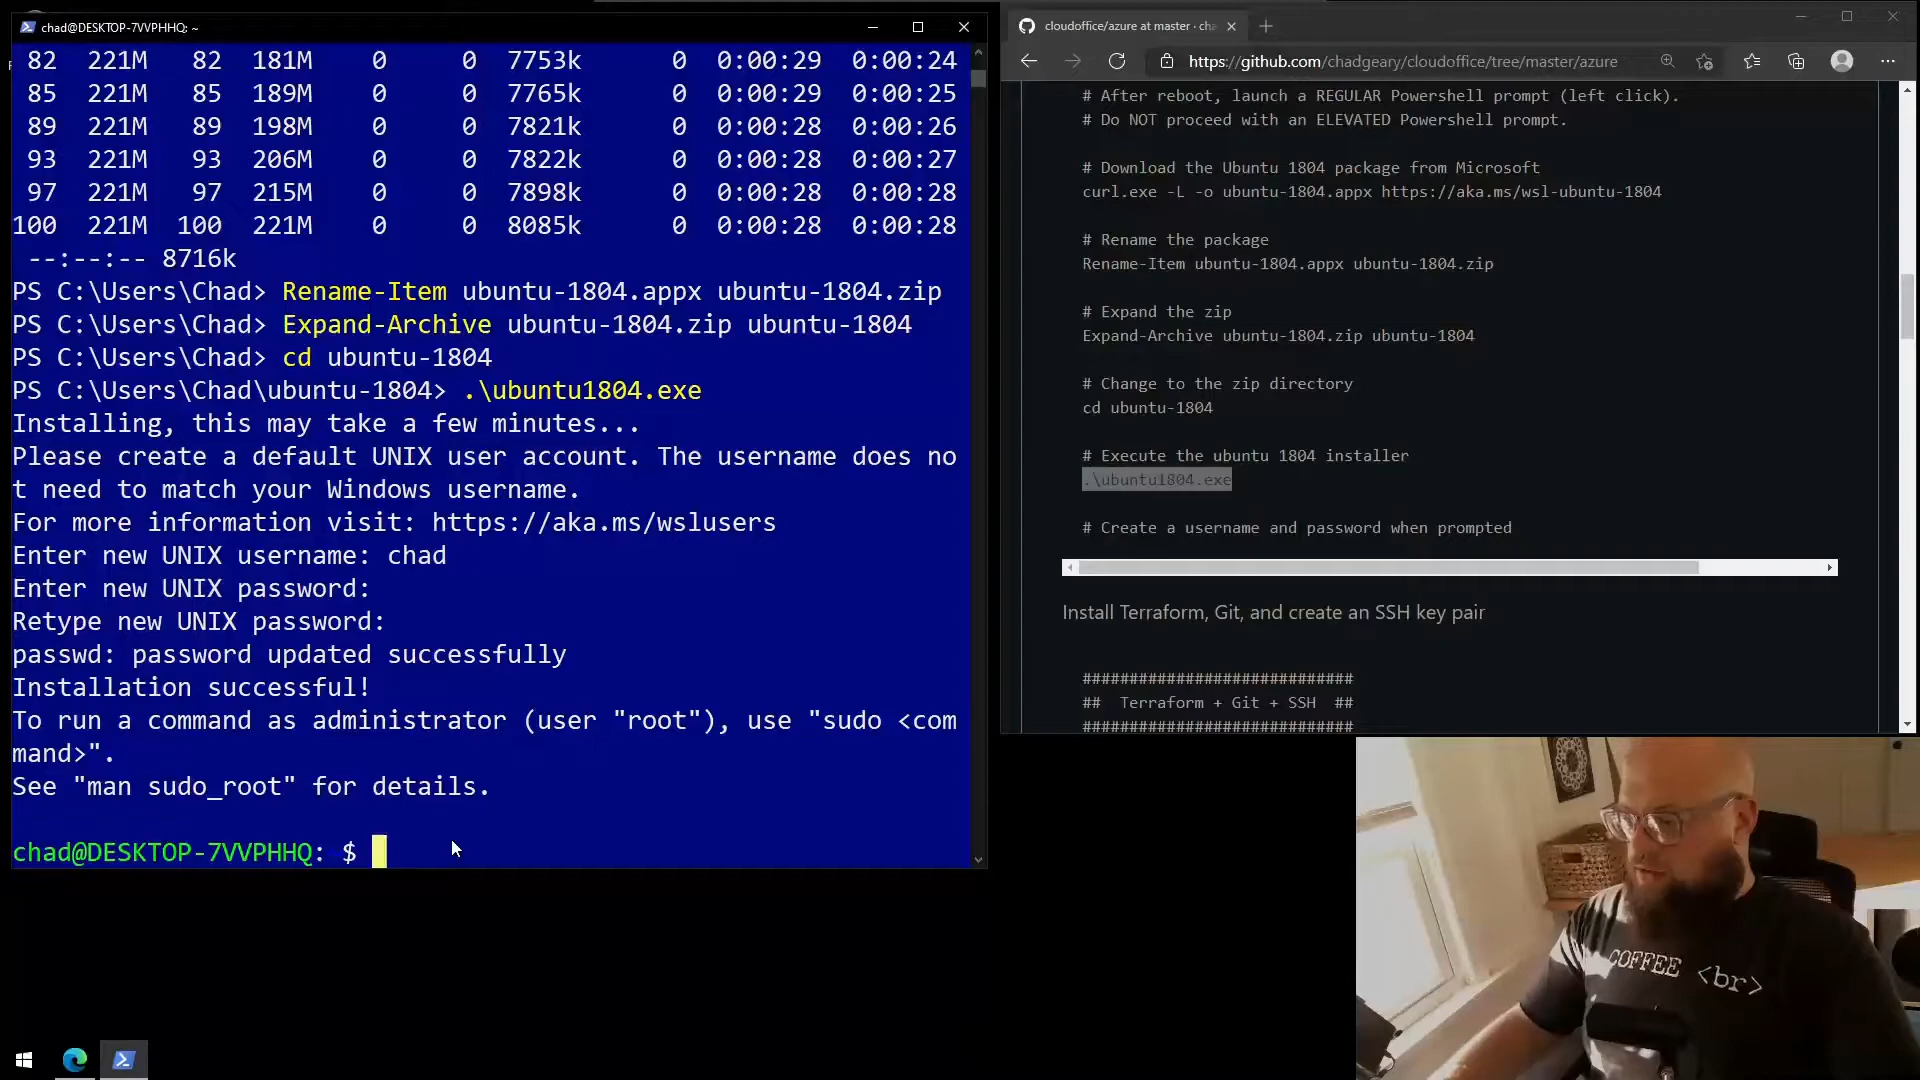 chad@DESKTOP-7VVPHHQ: ~
82 221M 82 181M 0 0 7753k 0 0:00:29 0:00:24
85 221M 85 189M 0 0 7765k 0 0:00:29 0:00:25
89 221M 89 198M 0 0 7821k 0 0:00:28 0:00:26
93 221M 93 206M 0 0 7822k 0 0:00:28 0:00:27
97 221M 97 215M 0 0 7898k 0 0:00:28 0:00:28
100 221M 100 221M 0 0 8085k 0 0:00:28 0:00:28
--:--:-- 8716k
PS C:\Users\Chad> Rename-Item ubuntu-1804.appx ubuntu-1804.zip
PS C:\Users\Chad> Expand-Archive ubuntu-1804.zip ubuntu-1804
PS C:\Users\Chad> cd ubuntu-1804
PS C:\Users\Chad\ubuntu-1804> .\ubuntu1804.exe
Installing, this may take a few minutes...
Please create a default UNIX user account. The username does no
t need to match your Windows username.
For more information visit: https://aka.ms/wslusers
Enter new UNIX username: chad
Enter new UNIX password:
Retype new UNIX password:
passwd: password updated successfully
Installation successful!
To run a command as administrator (user "root"), use "sudo <com
mand>".
See "man sudo_root" for details.
chad@DESKTOP-7VVPHHQ: $
cloudoffice/azure at master · cha
https://github.com/chadgeary/cloudoffice/tree/master/azure
# After reboot, launch a REGULAR Powershell prompt (left click).
# Do NOT proceed with an ELEVATED Powershell prompt.
# Download the Ubuntu 1804 package from Microsoft
curl.exe -L -o ubuntu-1804.appx https://aka.ms/wsl-ubuntu-1804
# Rename the package
Rename-Item ubuntu-1804.appx ubuntu-1804.zip
# Expand the zip
Expand-Archive ubuntu-1804.zip ubuntu-1804
# Change to the zip directory
cd ubuntu-1804
# Execute the ubuntu 1804 installer
.\ubuntu1804.exe
# Create a username and password when prompted
Install Terraform, Git, and create an SSH key pair
#############################
## Terraform + Git + SSH ##
#############################
COFFEE <br>